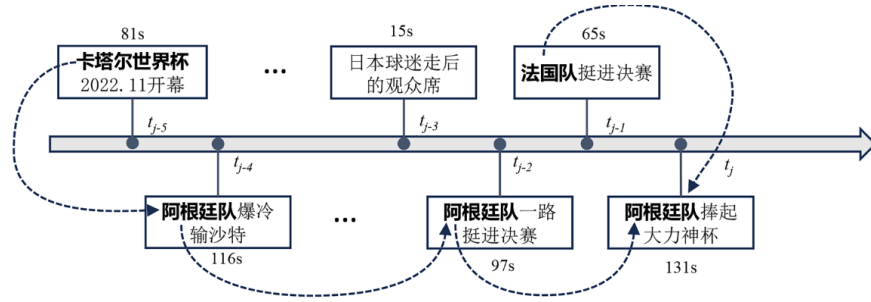 81s
15s
65s
卡塔尔世界杯
2022.11开幕
...
日本球迷走后
的观众席
法国队挺进决赛
t_{j-5}
t_{j-3}
t_{j-1}
t_{j-4}
t_{j-2}
t_j
阿根廷队爆冷
输沙特
...
阿根廷队一路
挺进决赛
阿根廷队捧起
大力神杯
116s
97s
131s